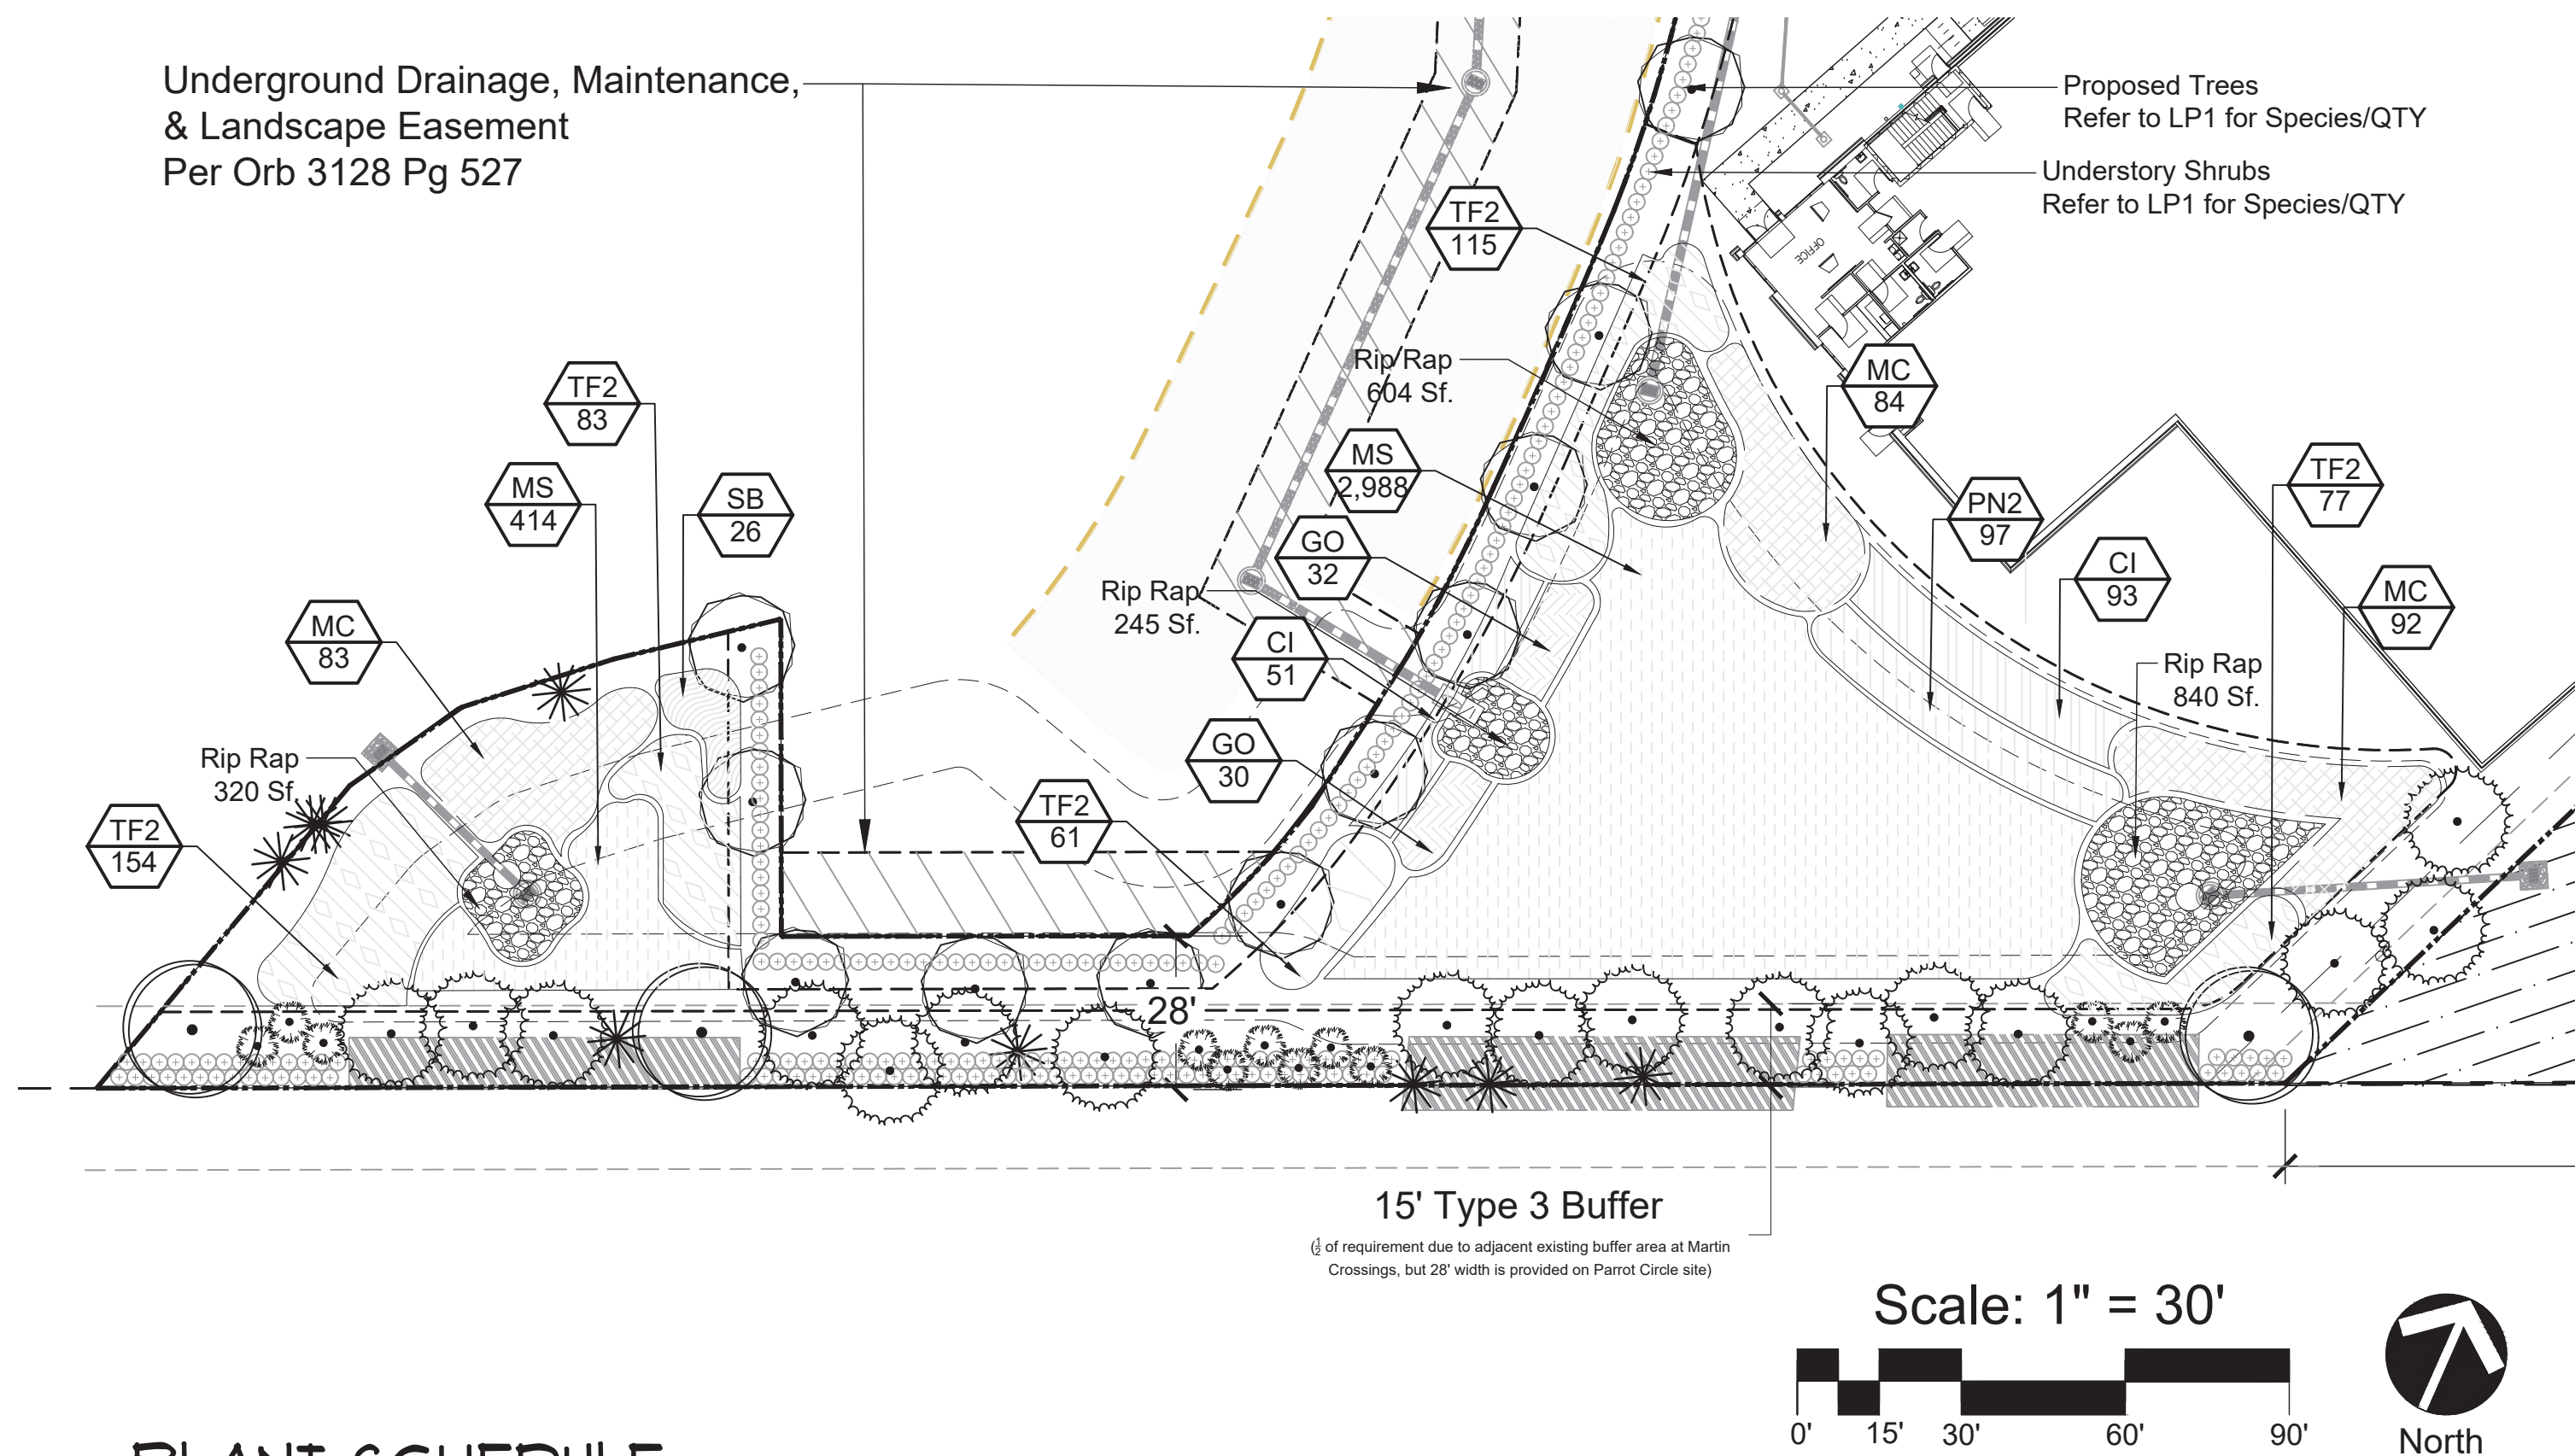 Underground Drainage, Maintenance,
& Landscape Easement
Per Orb 3128 Pg 527
Proposed Trees
Refer to LP1 for Species/QTY
Understory Shrubs
Refer to LP1 for Species/QTY
TF2
115
OFFICE
Rip Rap
604 Sf.
MC
84
TF2
83
MS
414
SB
26
MS
2,988
GO
32
PN2
97
TF2
77
CI
93
MC
92
Rip Rap
245 Sf.
MC
83
CI
51
Rip Rap
840 Sf.
GO
30
Rip Rap
320 Sf.
TF2
154
TF2
61
28'
15' Type 3 Buffer
(½ of requirement due to adjacent existing buffer area at Martin
Crossings, but 28' width is provided on Parrot Circle site)
Scale: 1" = 30'
0' 15' 30' 60' 90'
North
PLANT SCHEDULE